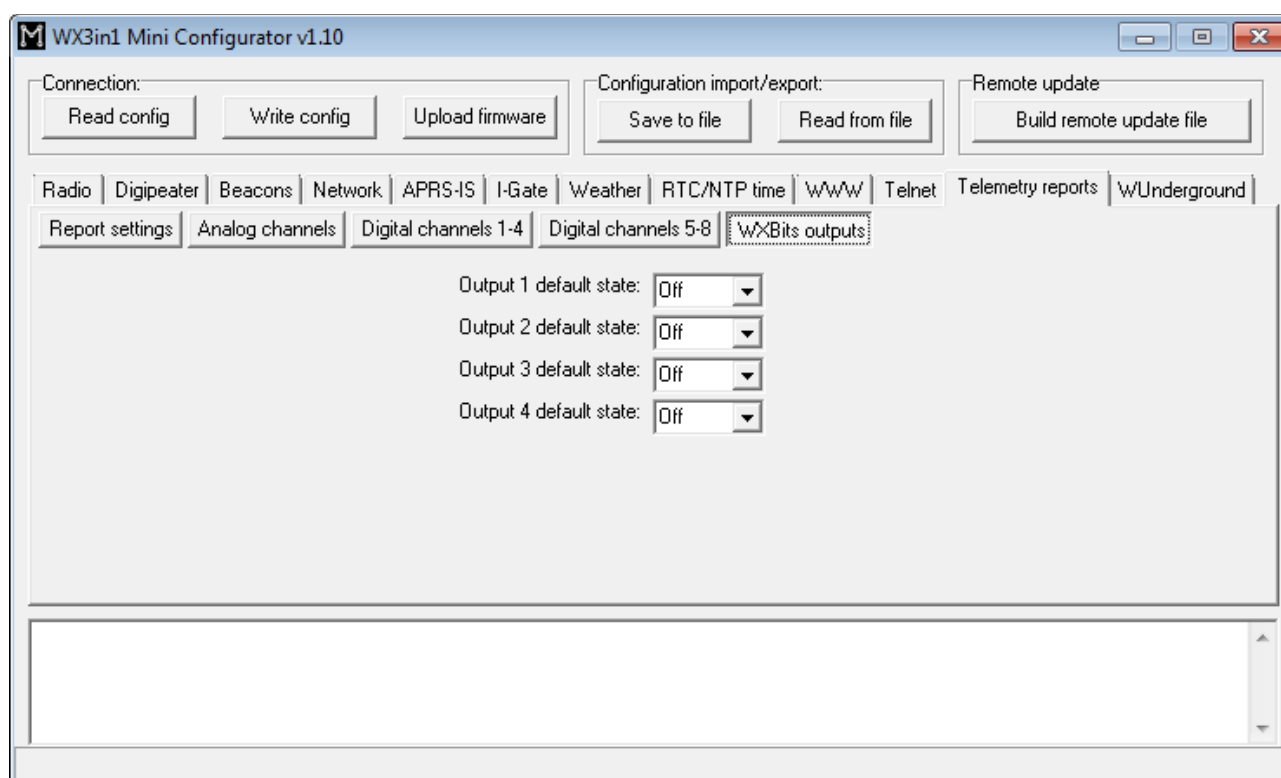 WX3in1 Mini Configurator v1.10
Connection: Configuration import/export: Remote update
Read config Write config Upload firmware Save to file Read from file Build remote update file
Radio Digipeater Beacons Network APRS-IS I-Gate Weather RTC/NTP time WWW Telnet Telemetry reports WUnderground
Report settings Analog channels Digital channels 1-4 Digital channels 5-8 WXBits outputs
Output 1 default state: Off
Output 2 default state: Off
Output 3 default state: Off
Output 4 default state: Off